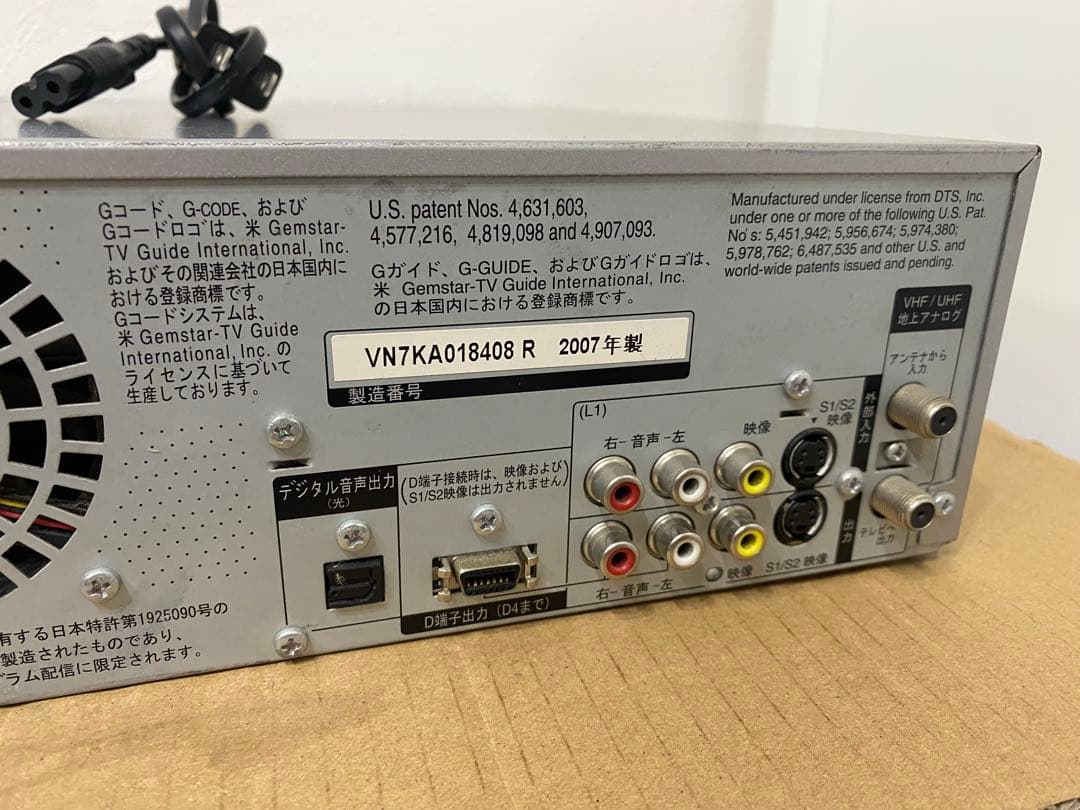 Gコード、G-CODE、および
Gコードロゴは、米 Gemstar-
TV Guide International, Inc.
およびその関連会社の日本国内に
おける登録商標です。
Gコードシステムは、
米 Gemstar-TV Guide
International, Inc. の
ライセンスに基づいて
生産しております。
U.S. patent Nos. 4,631,603,
4,577,216, 4,819,098 and 4,907,093.
Gガイド、G-GUIDE、およびGガイドロゴは、
米 Gemstar-TV Guide International, Inc.
の日本国内における登録商標です。
Manufactured under license from DTS, Inc.
under one or more of the following U.S. Pat.
No's: 5,451,942; 5,956,674; 5,974,380;
5,978,762; 6,487,535 and other U.S. and
world-wide patents issued and pending.
VN7KA018408 R 2007年製
製造番号
VHF / UHF
地上アナログ
アンテナから
入力
テレビへ
出力
(L1)
右-音声-左
映像
S1/S2
映像
外部入力
デジタル音声出力
(光)
(D端子接続時は、映像および
S1/S2映像は出力されません)
D端子出力(D4まで)
右-音声-左
映像
S1/S2 映像
出力
有する日本特許第1925090号の
製造されたものであり、
ラム配信に限定されます。